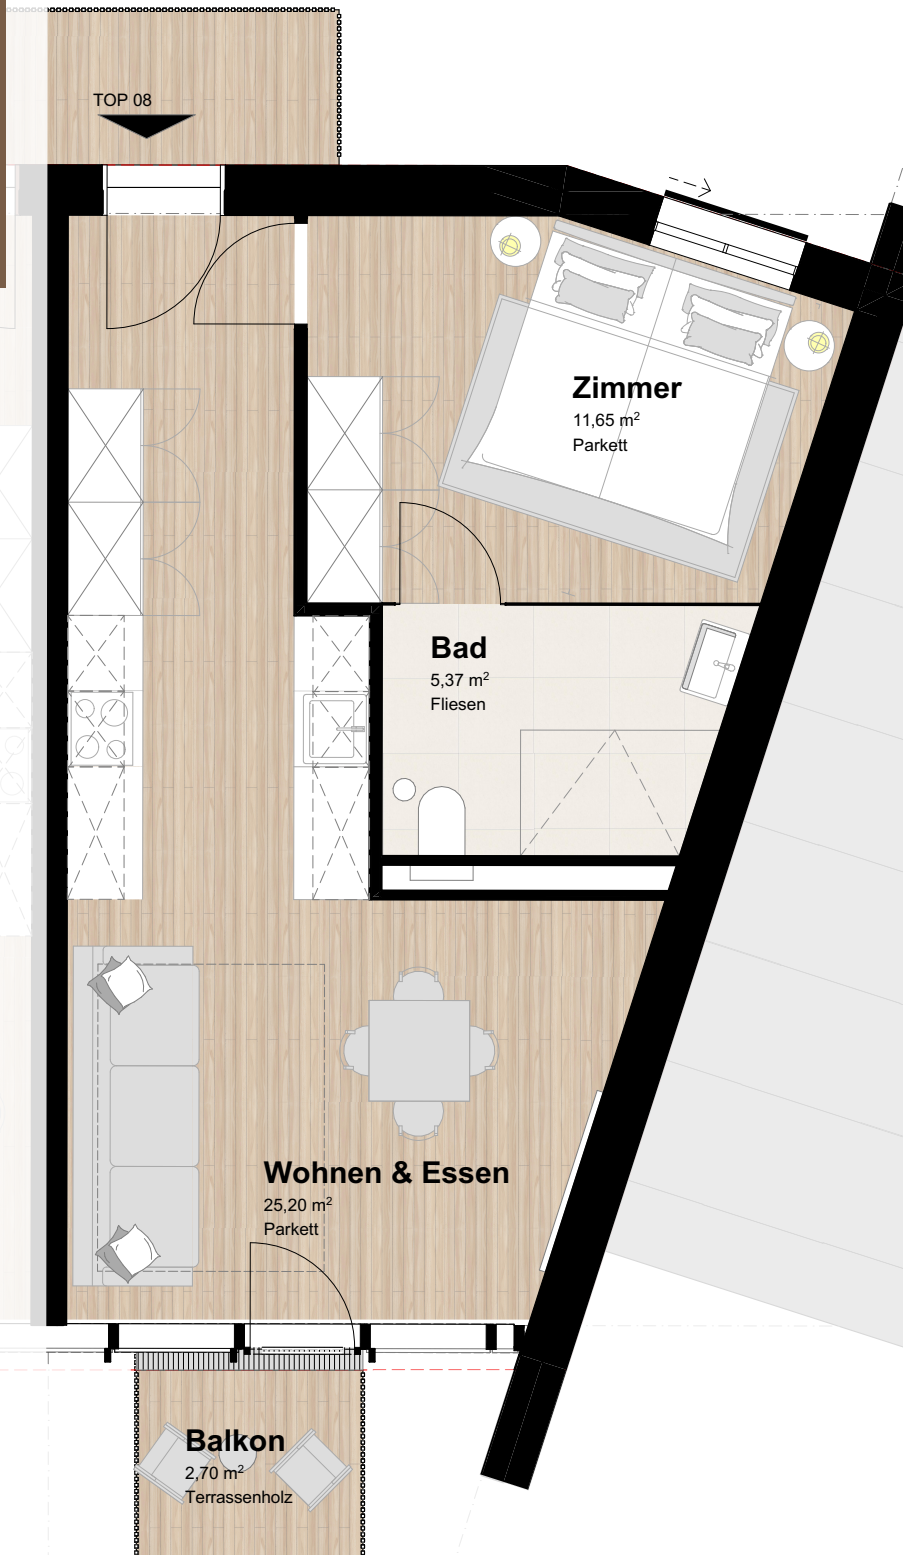 TOP 08
Zimmer
11,65 m²
Parkett
Bad
5,37 m²
Fliesen
Wohnen & Essen
25,20 m²
Parkett
Balkon
2,70 m²
Terrassenholz